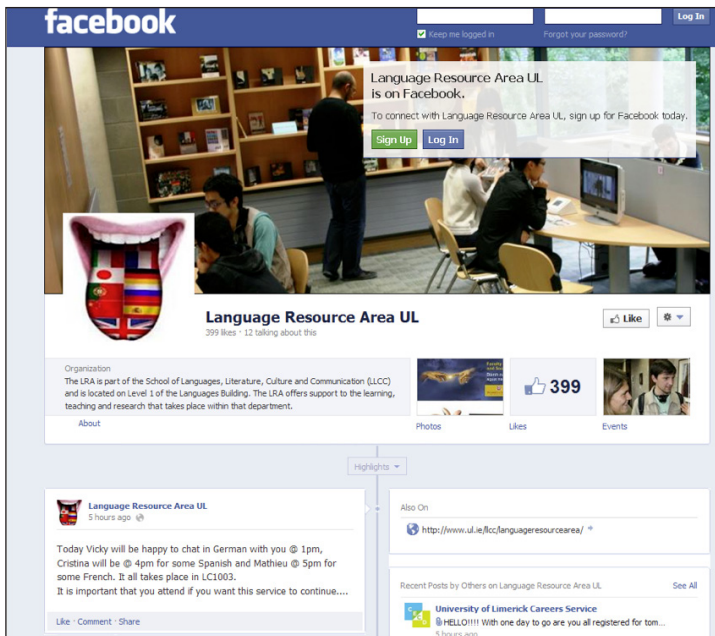 facebook
Log In
Keep me logged in
Forgot your password?
Language Resource Area UL
is on Facebook.
To connect with Language Resource Area UL, sign up for Facebook today.
Sign Up
Log In
Language Resource Area UL
399 likes · 12 talking about this
Like
Organization
The LRA is part of the School of Languages, Literature, Culture and Communication (LLCC)
and is located on Level 1 of the Languages Building. The LRA offers support to the learning,
teaching and research that takes place within that department.
About
399
Photos
Likes
Events
Highlights
Language Resource Area UL
5 hours ago
Today Vicky will be happy to chat in German with you @ 1pm,
Cristina will be @ 4pm for some Spanish and Mathieu @ 5pm for
some French. It all takes place in LC1003.
It is important that you attend if you want this service to continue....
Like · Comment · Share
Also On
http://www.ul.ie/llcc/languageresourcearea/
Recent Posts by Others on Language Resource Area UL
See All
University of Limerick Careers Service
HELLO!!!! With one day to go are you all registered for tom...
5 hours ago